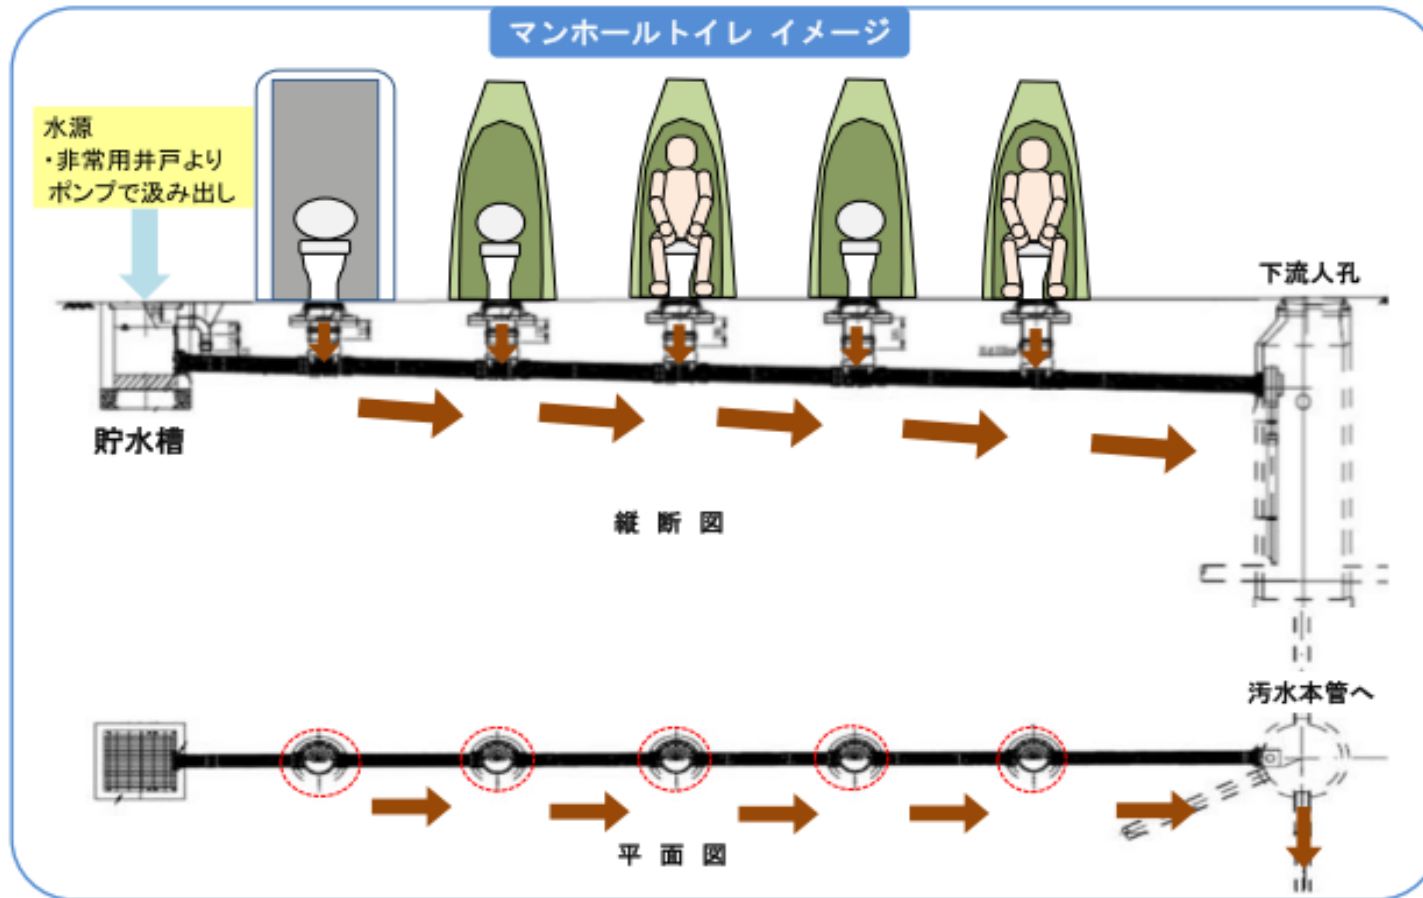 マンホールトイレ イメージ
水源
・非常用井戸より
ポンプで汲み出し
下流人孔
貯水槽
縦 断 図
汚水本管へ
平 面 図